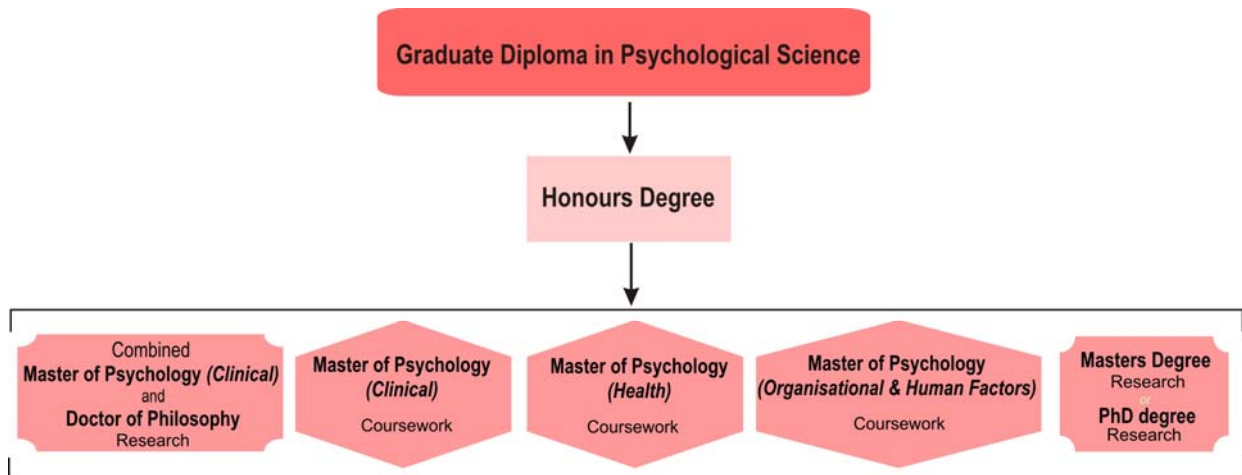 Graduate Diploma in Psychological Science
Honours Degree
Combined
Master of Psychology (Clinical)
and
Doctor of Philosophy
Research
Master of Psychology
(Clinical)
Coursework
Master of Psychology
(Health)
Coursework
Master of Psychology
(Organisational & Human Factors)
Coursework
Masters Degree
Research
or
PhD degree
Research